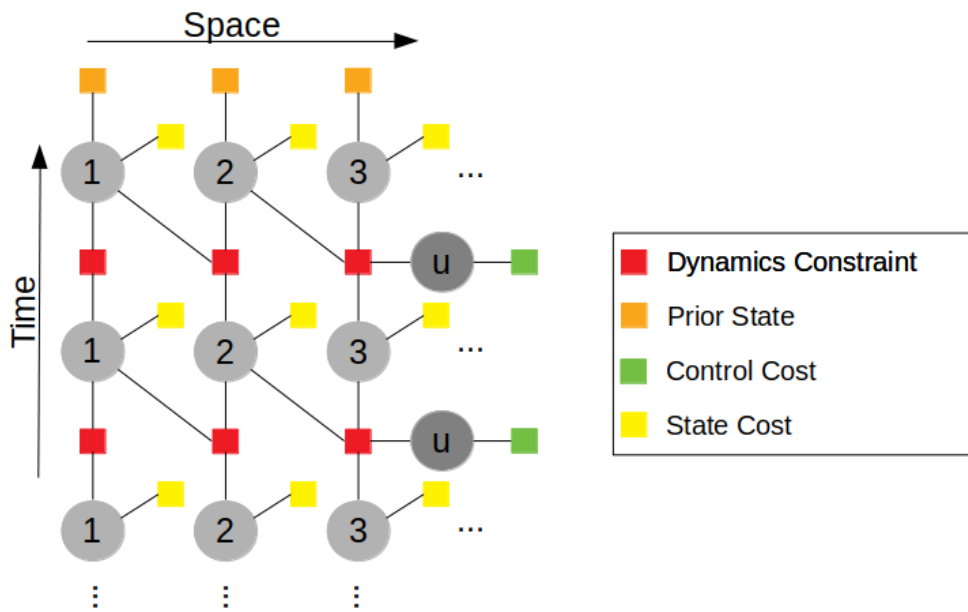 Space
Time
1
2
3
...
u
1
2
3
...
u
1
2
3
...
...
...
...
Dynamics Constraint
Prior State
Control Cost
State Cost